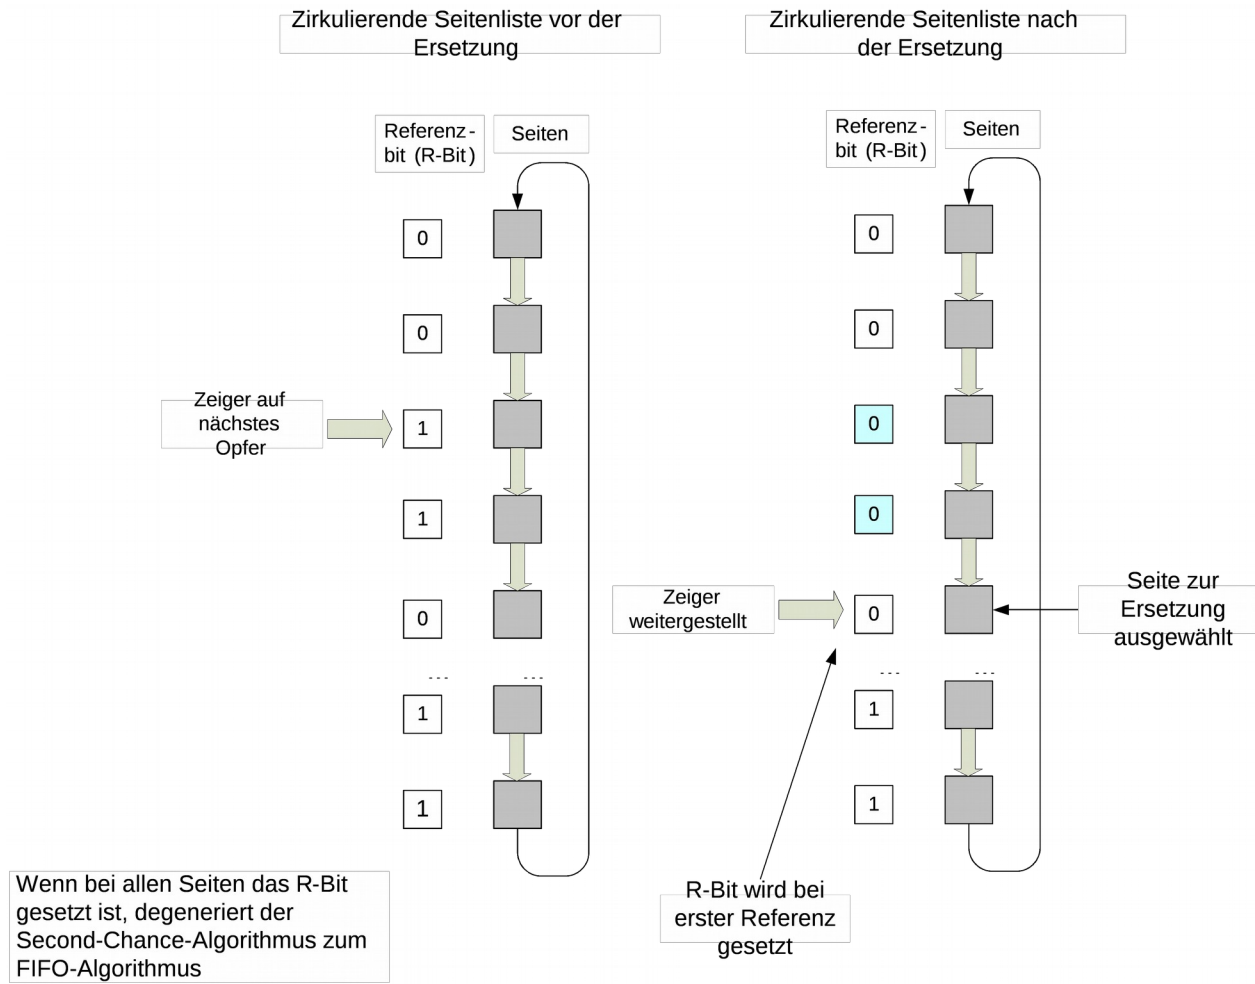 Zirkulierende Seitenliste vor der
Ersetzung
Zirkulierende Seitenliste nach
der Ersetzung
Referenz-
bit (R-Bit)
Seiten
0
0
Zeiger auf
nächstes
Opfer
1
1
0
...
...
1
1
Referenz-
bit (R-Bit)
Seiten
0
0
0
0
Zeiger
weitergestellt
0
Seite zur
Ersetzung
ausgewählt
...
...
1
1
Wenn bei allen Seiten das R-Bit
gesetzt ist, degeneriert der
Second-Chance-Algorithmus zum
FIFO-Algorithmus
R-Bit wird bei
erster Referenz
gesetzt